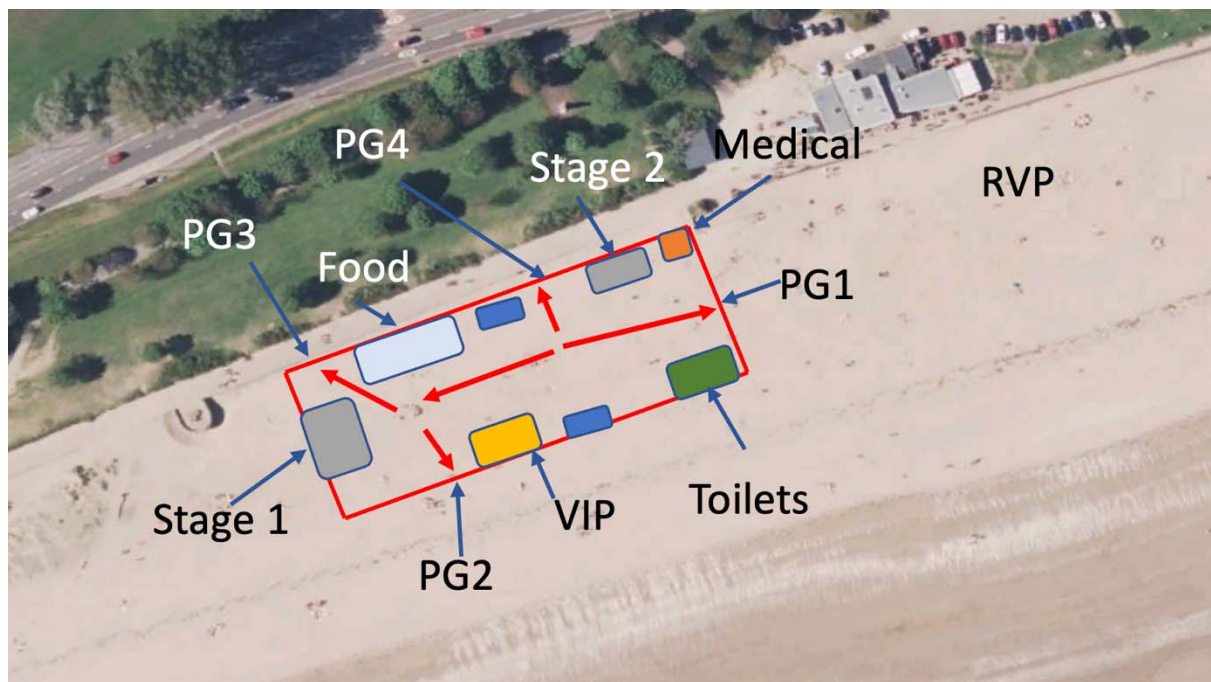 PG4
Stage 2
Medical
RVP
PG3
Food
PG1
Stage 1
VIP
Toilets
PG2